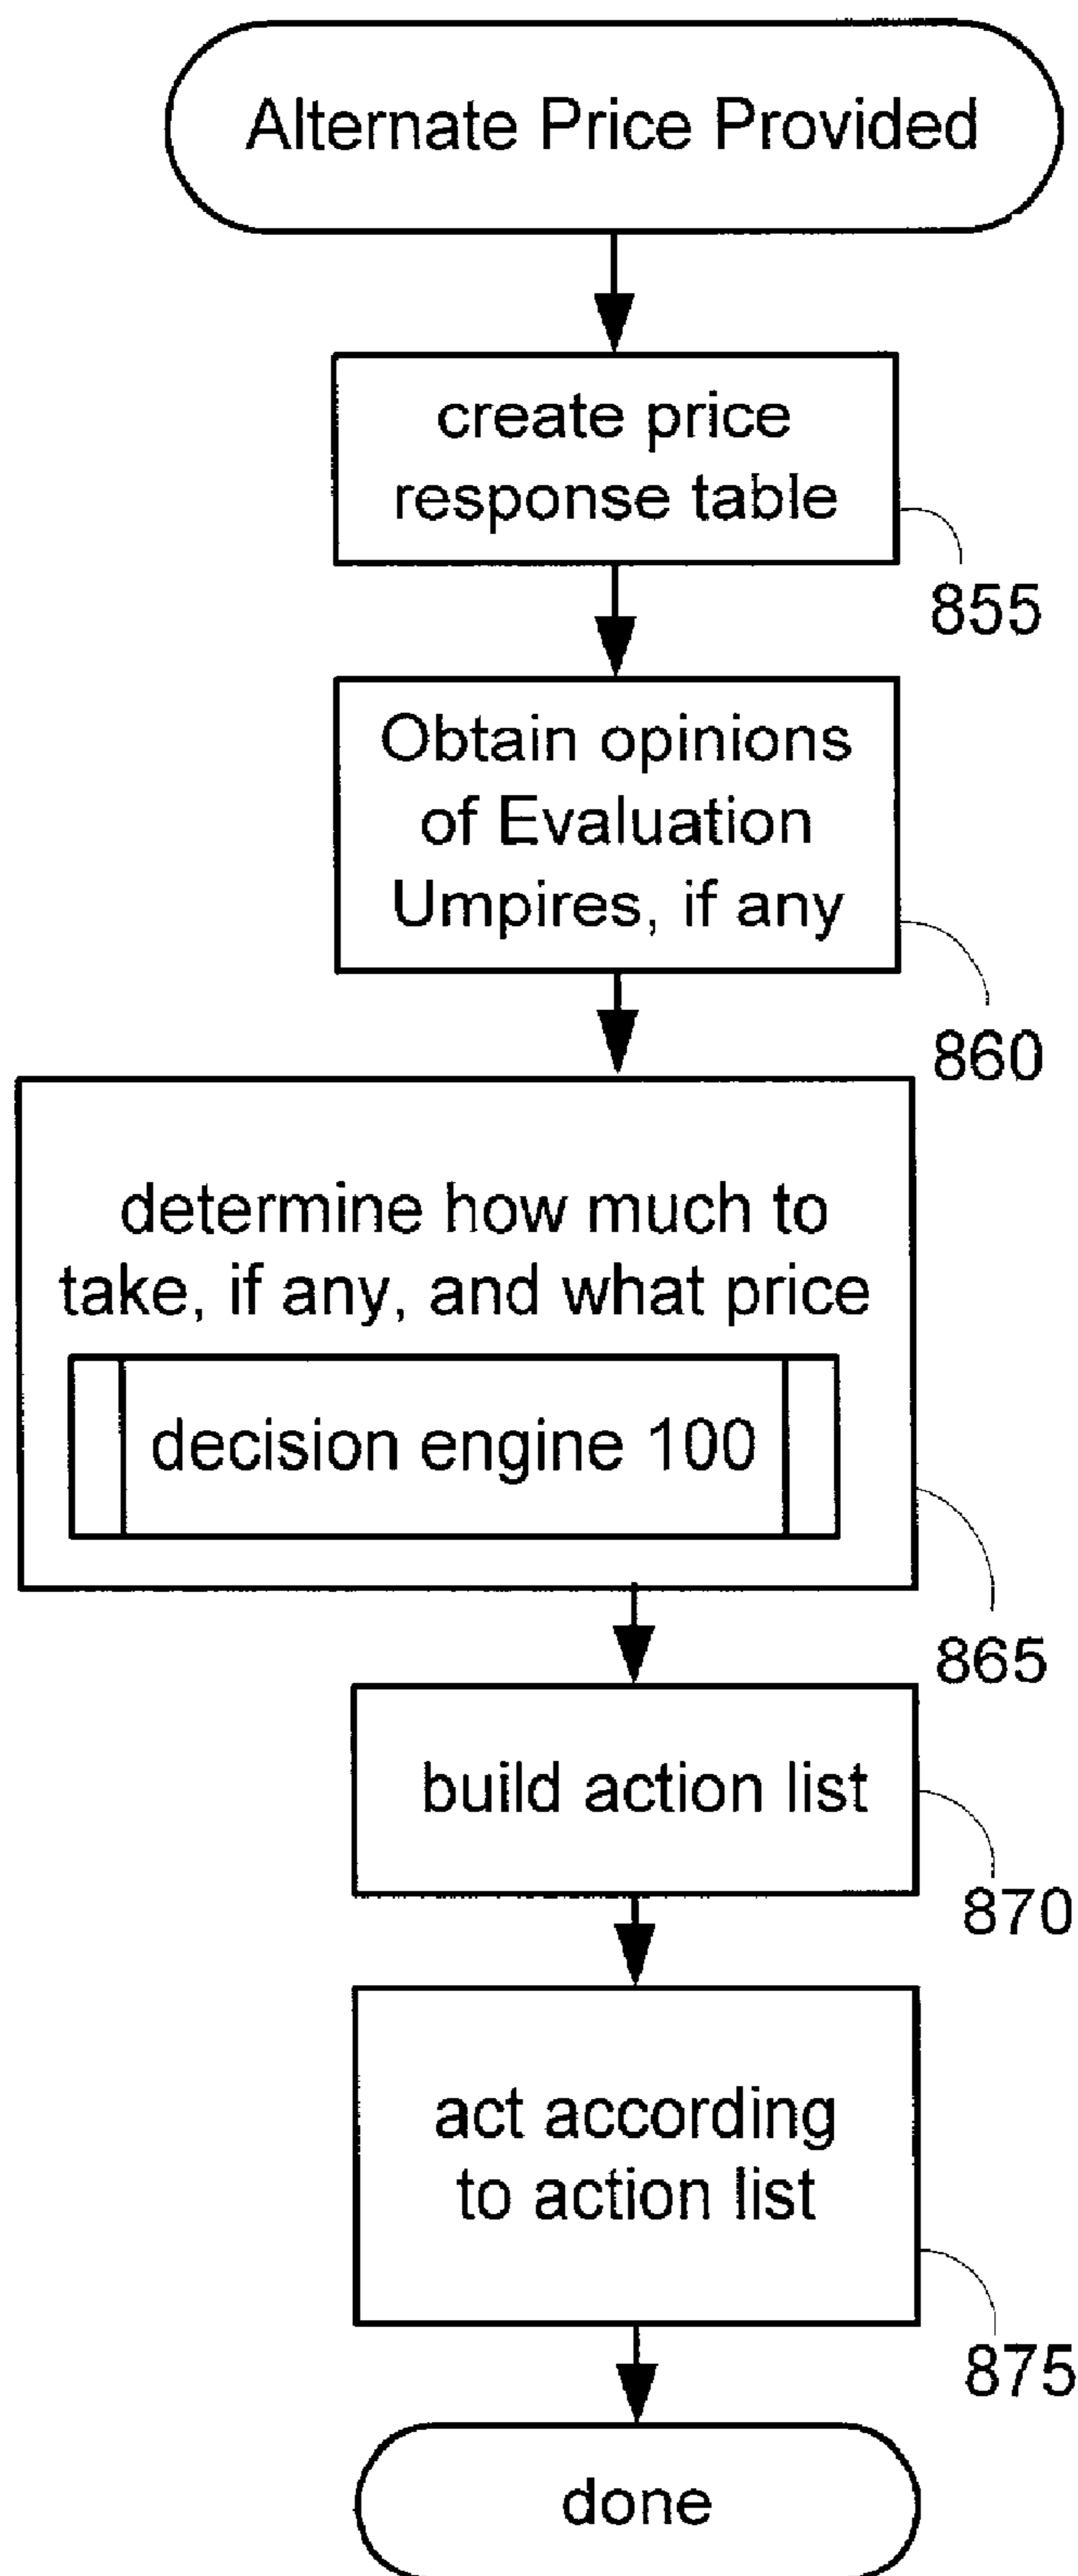 Alternate Price Provided
create price
response table
855
Obtain opinions
of Evaluation
Umpires, if any
860
determine how much to
take, if any, and what price
decision engine 100
865
build action list
870
act according
to action list
875
done